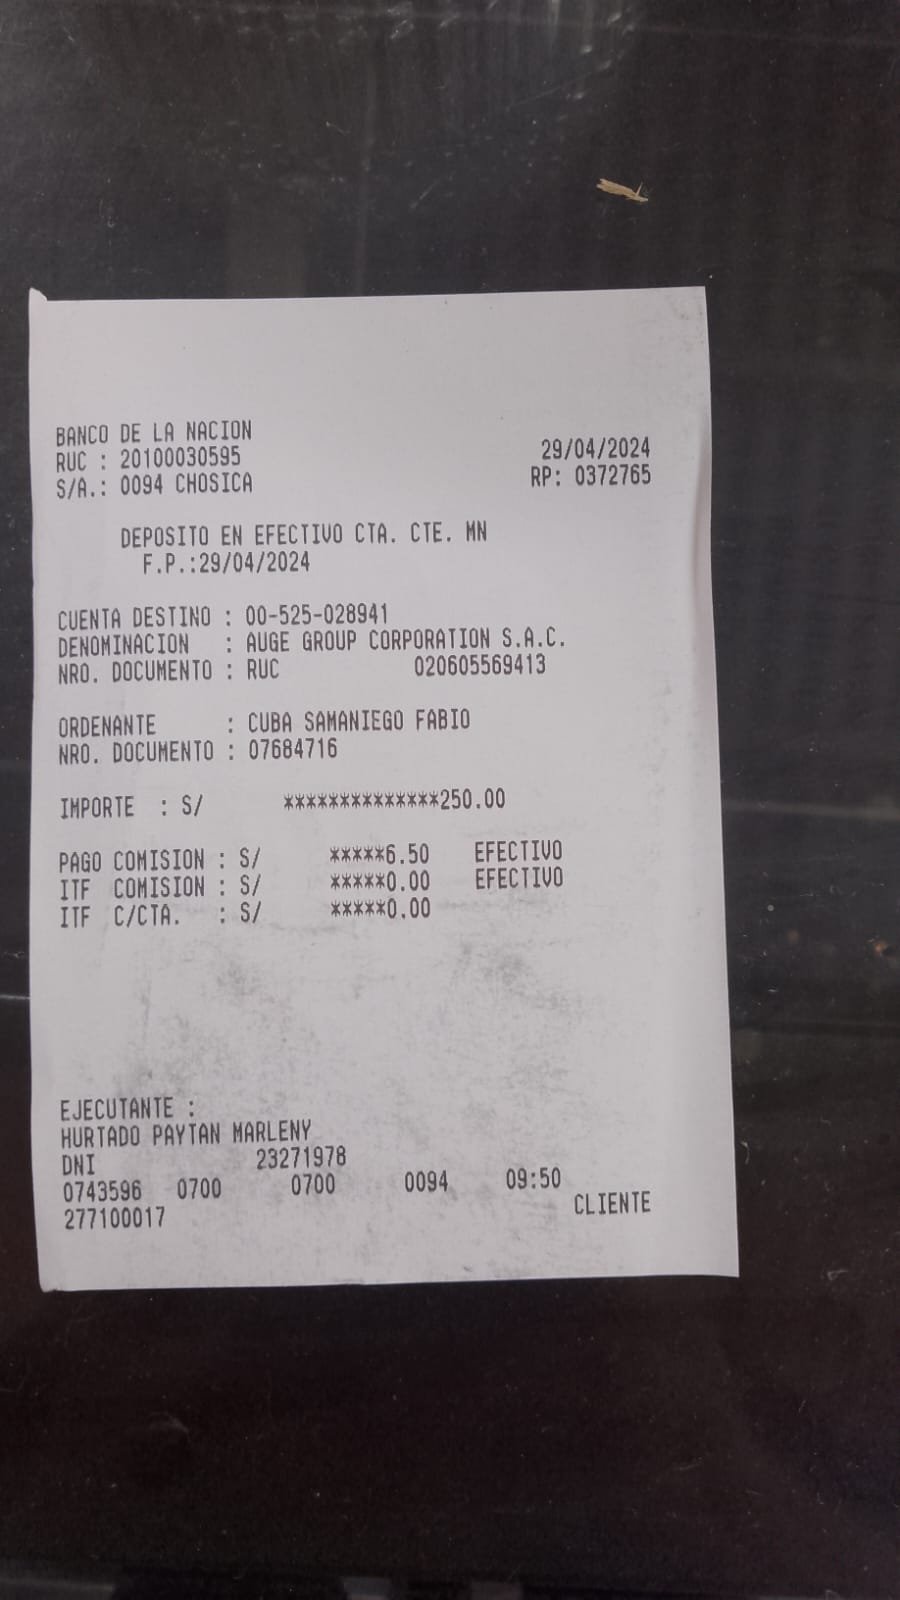 BANCO DE LA NACION
RUC : 20100030595 29/04/2024
S/A.: 0094 CHOSICA RP: 0372765
DEPOSITO EN EFECTIVO CTA. CTE. MN
F.P.:29/04/2024
CUENTA DESTINO : 00-525-028941
DENOMINACION : AUGE GROUP CORPORATION S.A.C.
NRO. DOCUMENTO : RUC 020605569413
ORDENANTE : CUBA SAMANIEGO FABIO
NRO. DOCUMENTO : 07684716
IMPORTE : S/ **************250.00
PAGO COMISION : S/ *****6.50 EFECTIVO
ITF COMISION : S/ *****0.00 EFECTIVO
ITF C/CTA. : S/ *****0.00
EJECUTANTE :
HURTADO PAYTAN MARLENY
DNI 23271978
0743596 0700 0700 0094 09:50
277100017 CLIENTE